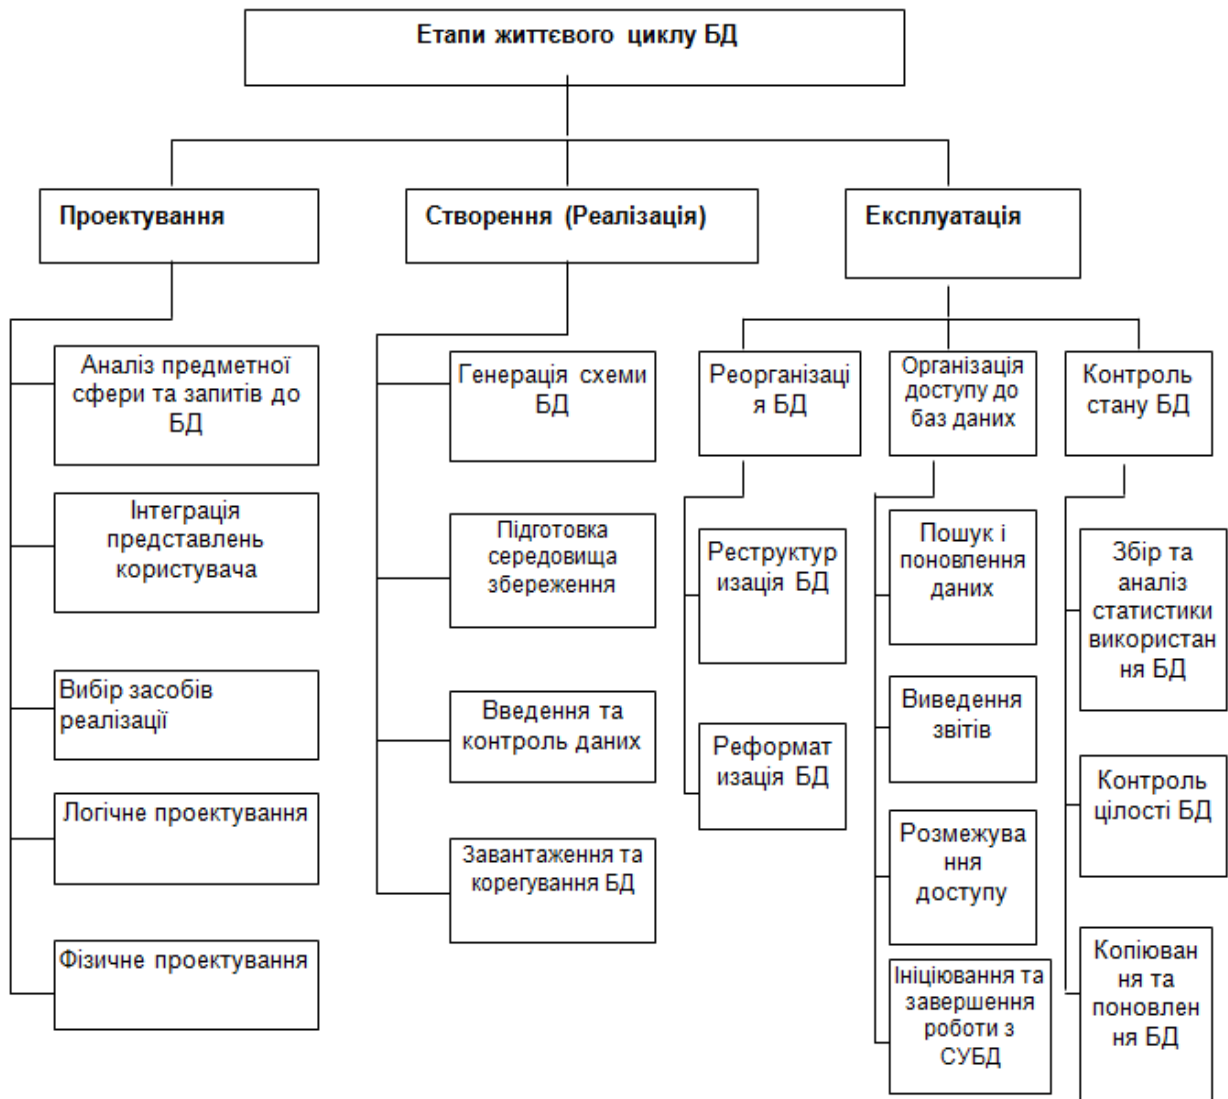 Етапи життєвого циклу БД
Проектування
Створення (Реалізація)
Експлуатація
Аналіз предметної
сфери та запитів до
БД
Інтеграція
представлень
користувача
Вибір засобів
реалізації
Логічне проектування
Фізичне проектування
Генерація схеми
БД
Підготовка
середовища
збереження
Введення та
контроль даних
Завантаження та
корегування БД
Реорганізаці
я БД
Реструктур
изація БД
Реформат
изація БД
Організація
доступу до
баз даних
Пошук і
поновлення
даних
Виведення
звітів
Розмежува
ння
доступу
Ініціювання та
завершення
роботи з
СУБД
Контроль
стану БД
Збір та
аналіз
статистики
використан
ня БД
Контроль
цілості БД
Копіюван
ня та
поновлен
ня БД